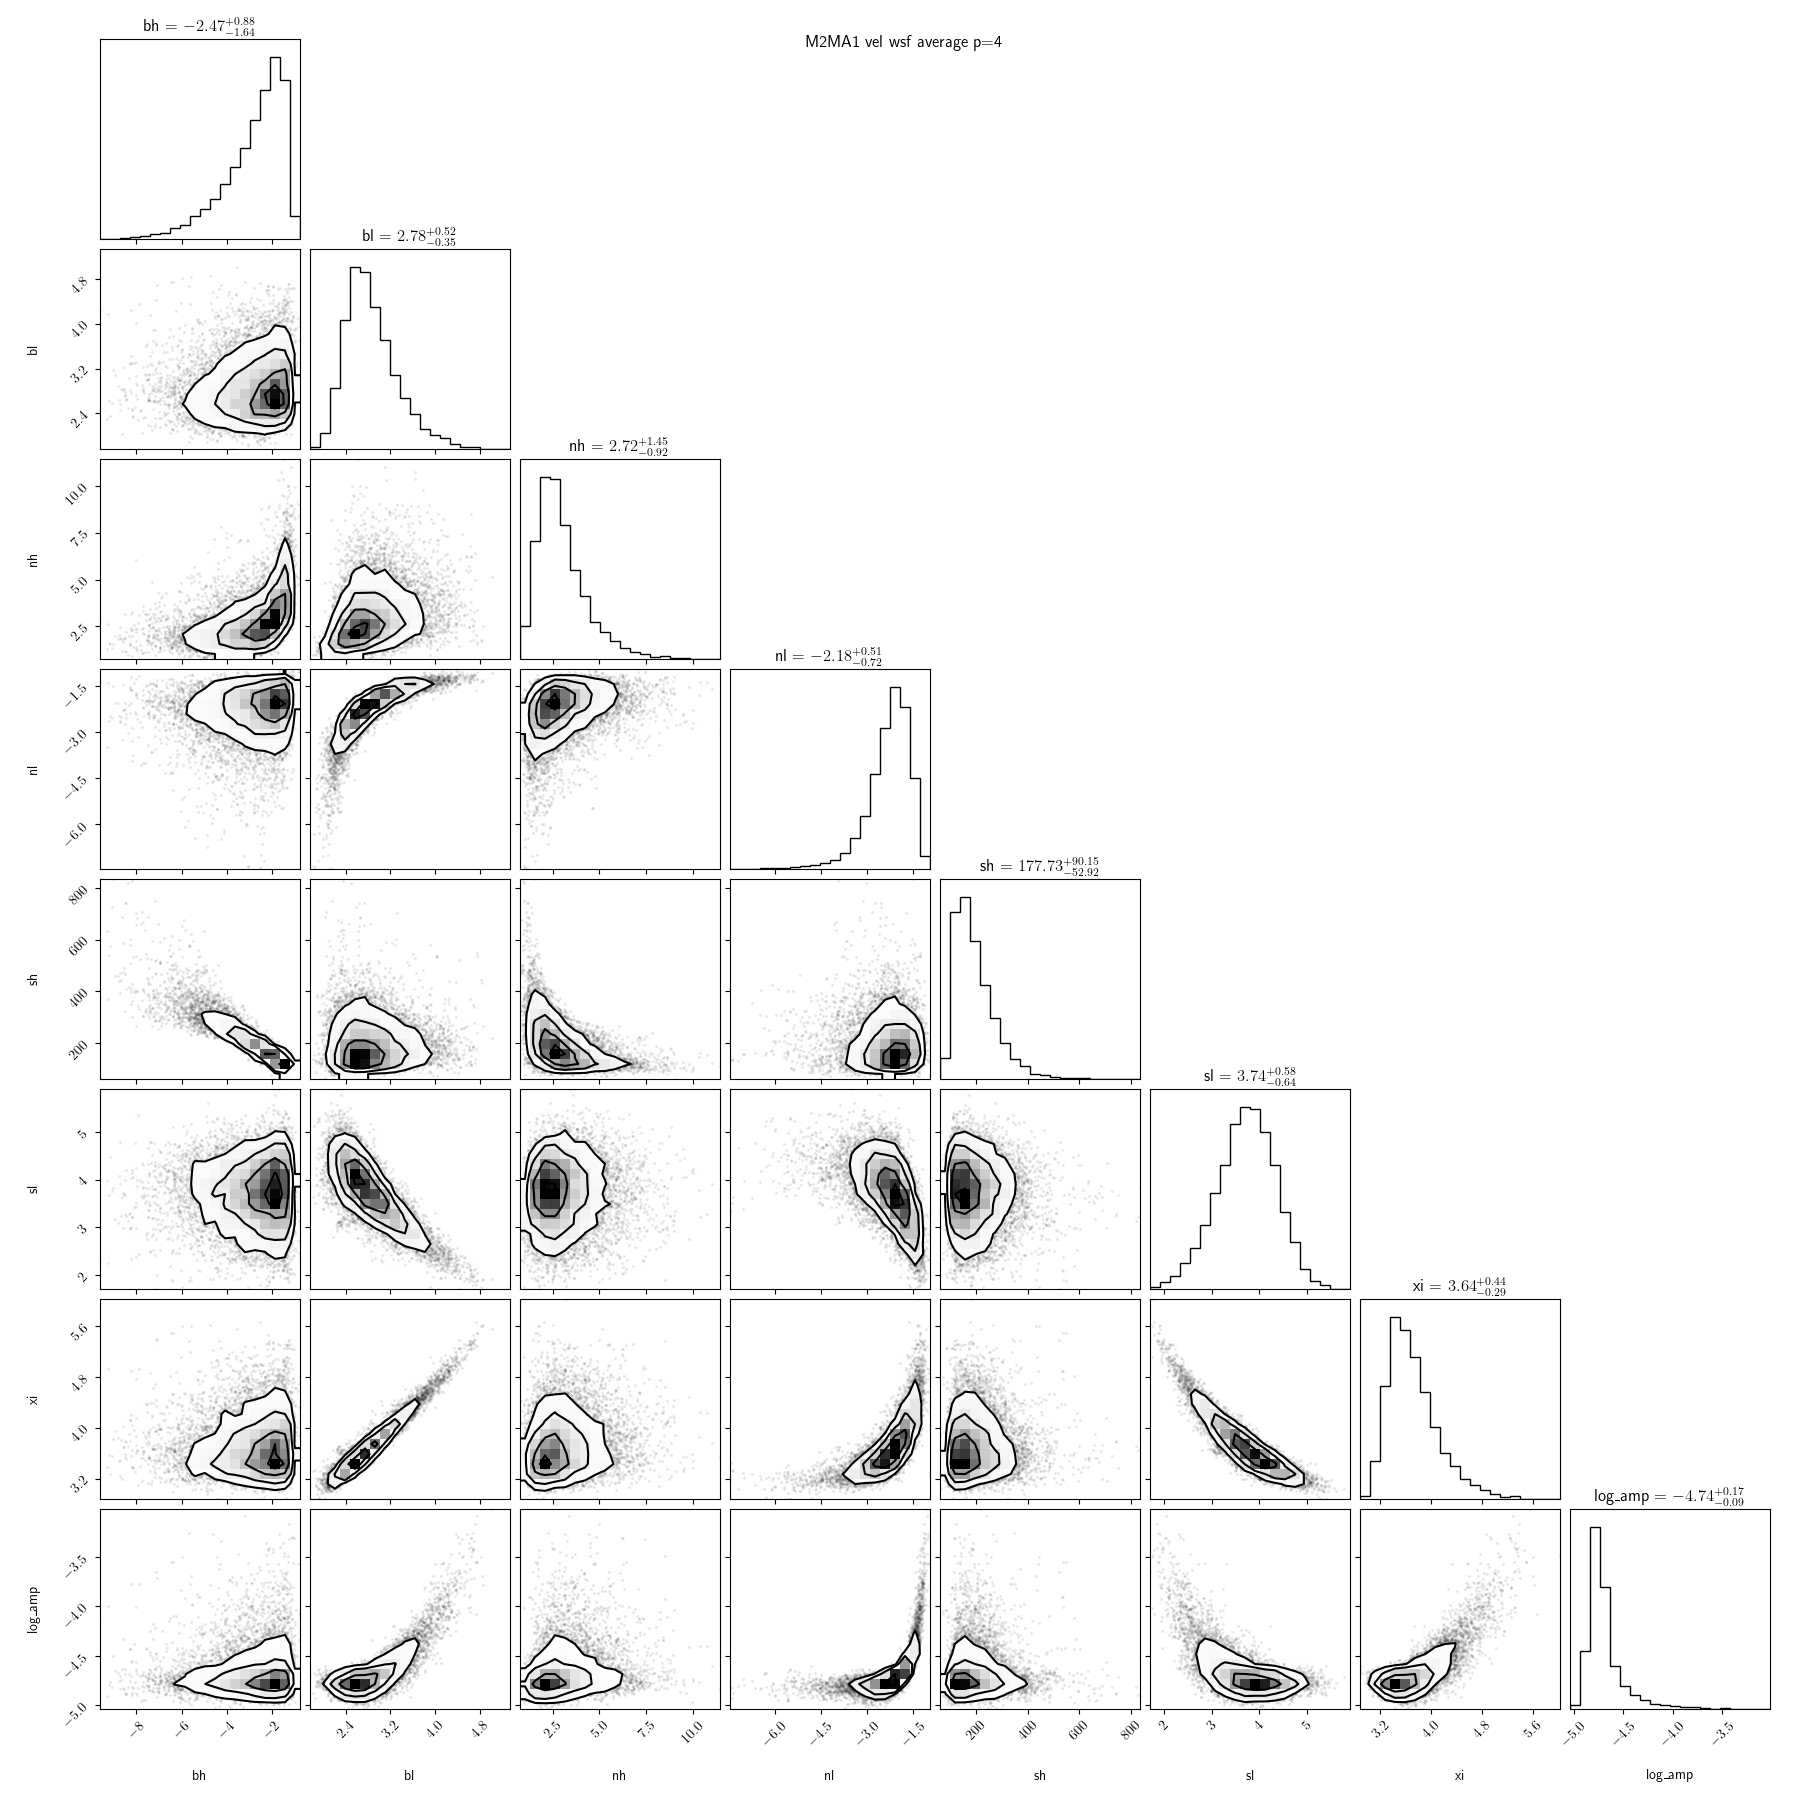 M2MA1 vel wsf average p=4
bh = −2.47+0.88 −1.64
bl = 2.78+0.52 −0.35
4.8
4.0
3.2
2.4
bl
nh = 2.72+1.45 −0.92
10.0
7.5
5.0
2.5
nh
nl = −2.18+0.51 −0.72
−1.5
−3.0
−4.5
−6.0
nl
sh = 177.73+90.15 −52.92
800
600
400
200
sh
sl = 3.74+0.58 −0.64
5
4
3
2
sl
xi = 3.64+0.44 −0.29
5.6
4.8
4.0
3.2
xi
log_amp = −4.74+0.17 −0.09
−3.5
−4.0
−4.5
−5.0
log_amp
−8 −6 −4 −2 2.4 3.2 4.0 4.8 2.5 5.0 7.5 10.0 −6.0 −4.5 −3.0 −1.5 200 400 600 800 2 3 4 5 3.2 4.0 4.8 5.6 −5.0 −4.5 −4.0 −3.5
bh bl nh nl sh sl xi log_amp